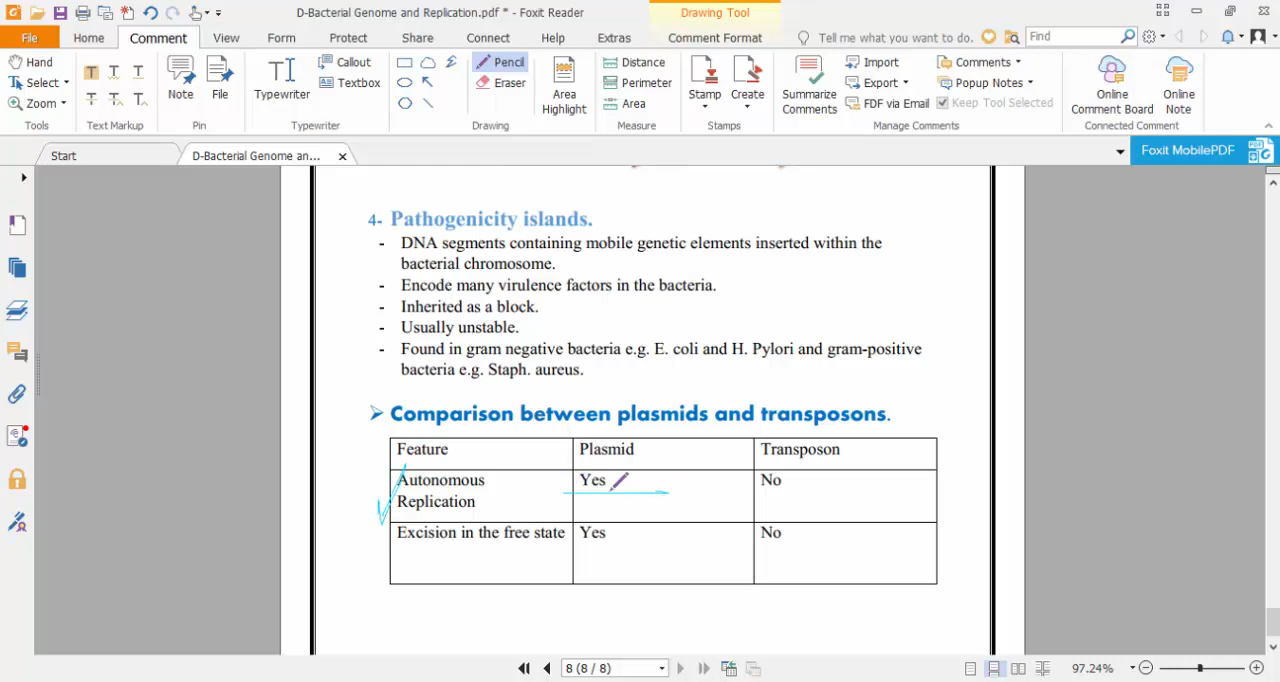 D-Bacterial Genome and Replication.pdf * - Foxit Reader
Drawing Tool
File Home Comment View Form Protect Share Connect Help Extras Comment Format Tell me what you want to do. Find
Hand
Select
Zoom
Tools
Text Markup
Note
File
Pin
Typewriter
Callout
Textbox
Typewriter
Pencil
Eraser
Drawing
Area Highlight
Distance
Perimeter
Area
Measure
Stamp
Create
Stamps
Summarize Comments
Import
Export
FDF via Email
Comments
Popup Notes
Keep Tool Selected
Manage Comments
Online Comment Board
Online Note
Connected Comment
Start
D-Bacterial Genome an...
Foxit MobilePDF
4- Pathogenicity islands.
- DNA segments containing mobile genetic elements inserted within the
bacterial chromosome.
- Encode many virulence factors in the bacteria.
- Inherited as a block.
- Usually unstable.
- Found in gram negative bacteria e.g. E. coli and H. Pylori and gram-positive
bacteria e.g. Staph. aureus.
➢ Comparison between plasmids and transposons.
Feature Plasmid Transposon
Autonomous Yes No
Replication
Excision in the free state Yes No
8 (8 / 8)
97.24%